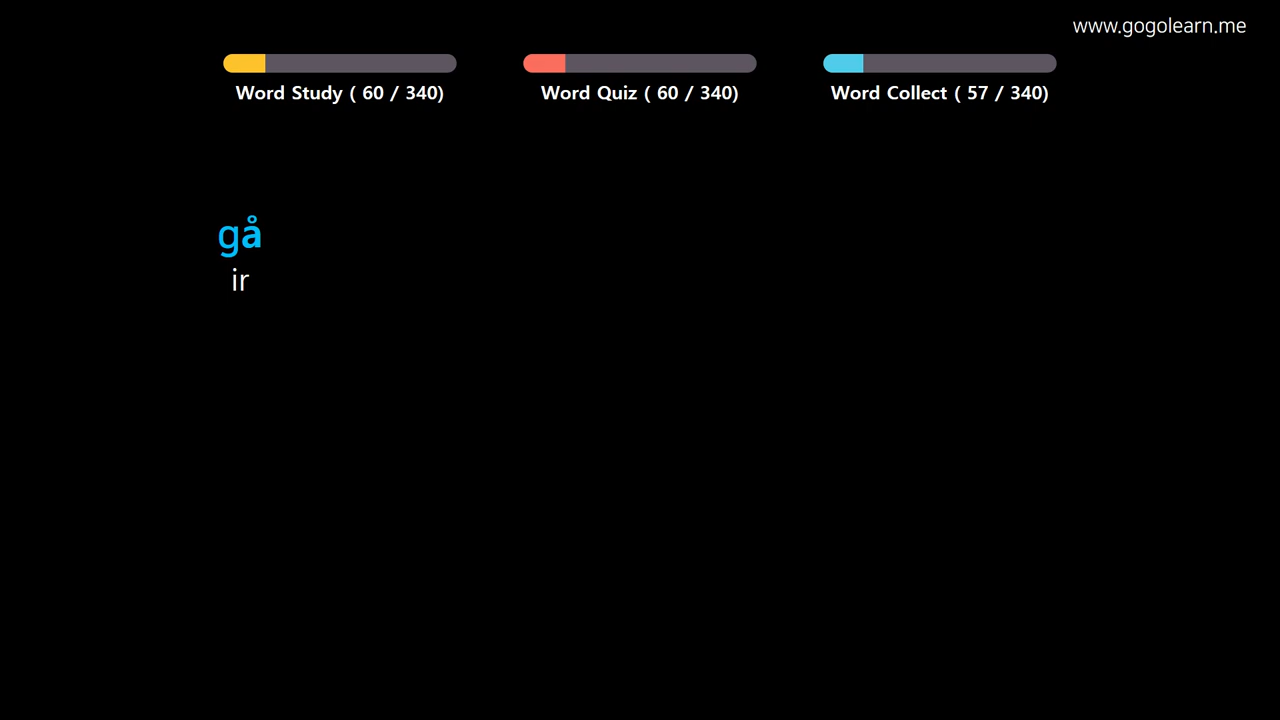 www.gogolearn.me
Word Study ( 60 / 340)
Word Quiz ( 60 / 340)
Word Collect ( 57 / 340)
gå
ir